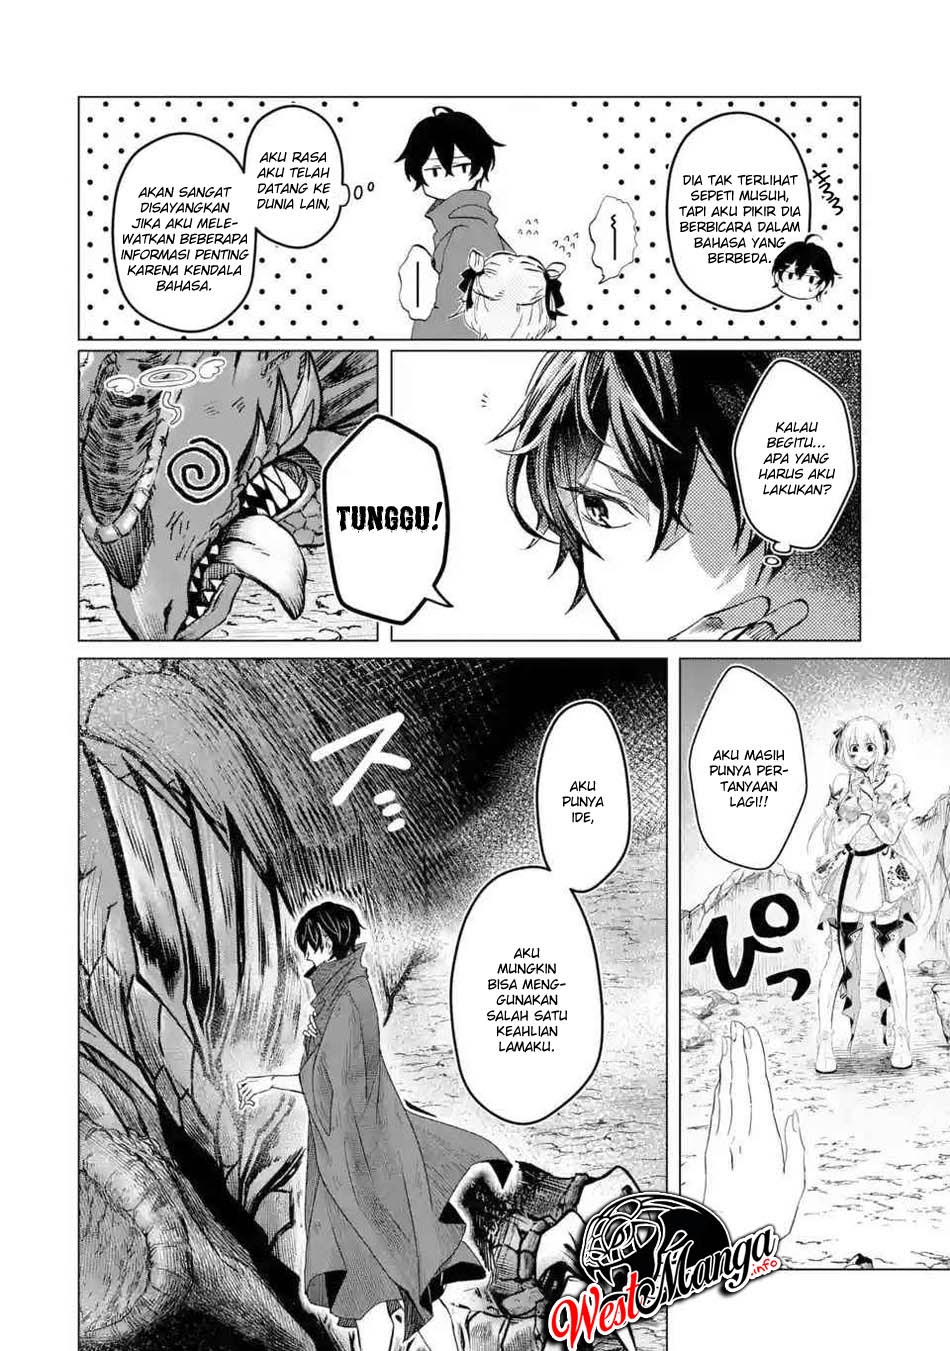 DIA TAK TERLIHAT
SEPETI MUSUH,
TAPI AKU PIKIR DIA
BERBICARA DALAM
BAHASA YANG
BERBEDA.
AKU RASA
AKU TELAH
DATANG KE
DUNIA LAIN,
AKAN SANGAT
DISAYANGKAN
JIKA AKU MELE-
WATKAN BEBERAPA
INFORMASI PENTING
KARENA KENDALA
BAHASA.
KALAU
BEGITU...
APA YANG
HARUS AKU
LAKUKAN?
TUNGGU!
AKU MASIH
PUNYA PER-
TANYAAN
LAGI!!
ぴっ
AKU
PUNYA
IDE,
AKU
MUNGKIN
BISA MENG-
GUNAKAN
SALAH SATU
KEAHLIAN
LAMAKU.
ス
WestManga.info